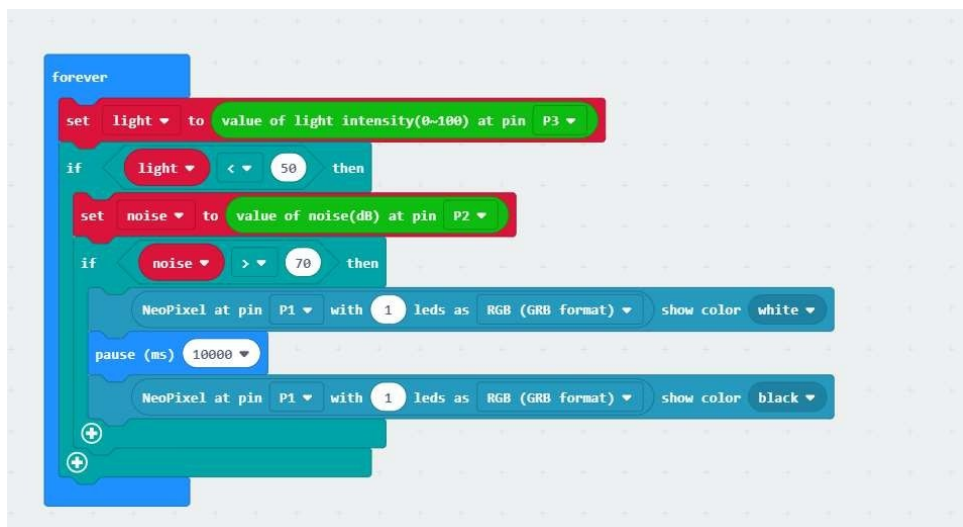 forever
set light to value of light intensity(0~100) at pin P3
if light < 50 then
set noise to value of noise(dB) at pin P2
if noise > 70 then
NeoPixel at pin P1 with 1 leds as RGB (GRB format) show color white
pause (ms) 10000
NeoPixel at pin P1 with 1 leds as RGB (GRB format) show color black